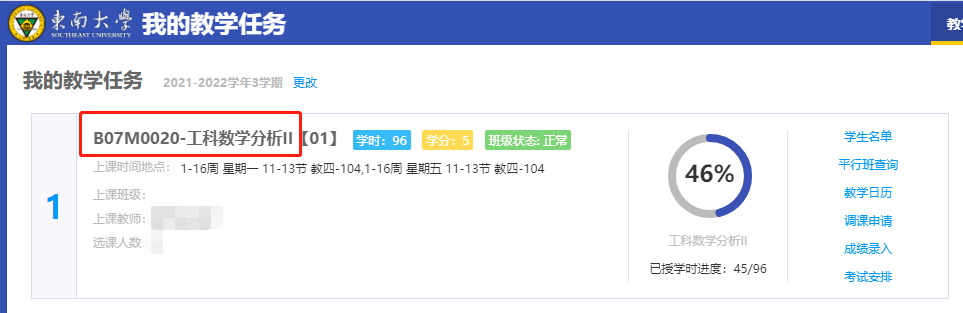 東南大學 我的教学任务
SOUTHEAST UNIVERSITY
教学
我的教学任务 2021-2022学年3学期 更改
1
B07M0020-工科数学分析II【01】 学时：96 学分：5 班级状态: 正常
上课时间地点： 1-16周 星期一 11-13节 教四-104,1-16周 星期五 11-13节 教四-104
上课班级：
上课教师：
选课人数
46%
工科数学分析II
已授学时进度：45/96
学生名单
平行班查询
教学日历
调课申请
成绩录入
考试安排